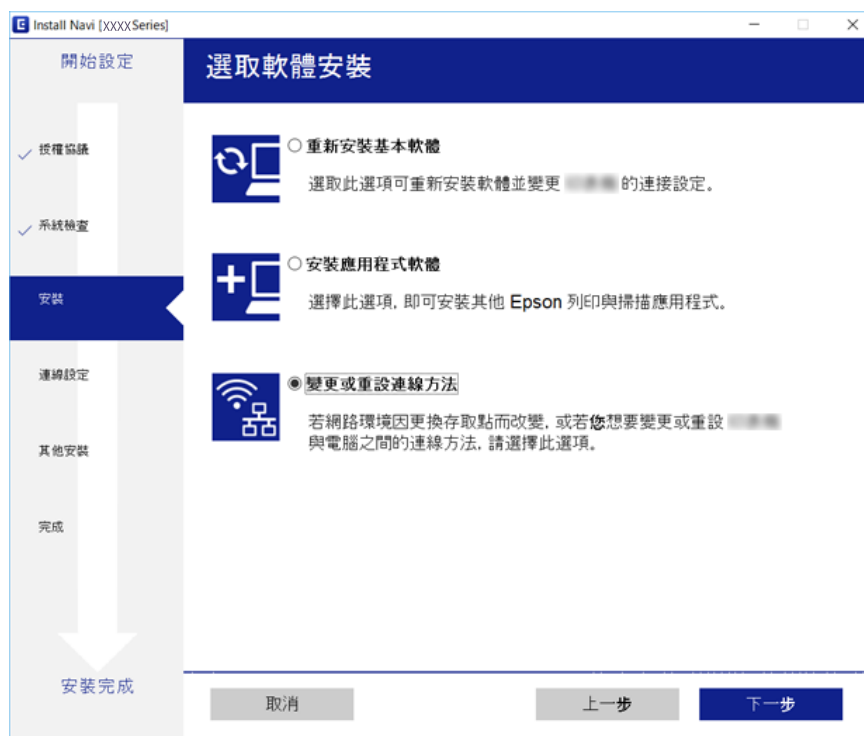 Install Navi [XXXX Series]
開始設定
選取軟體安裝
授權協議
系統檢查
安裝
連線設定
其他安裝
完成
安裝完成
重新安裝基本軟體
選取此選項可重新安裝軟體並變更 的連接設定。
安裝應用程式軟體
選擇此選項, 即可安裝其他 Epson 列印與掃描應用程式。
變更或重設連線方法
若網路環境因更換存取點而改變, 或若您想要變更或重設
與電腦之間的連線方法, 請選擇此選項。
取消
上一步
下一步